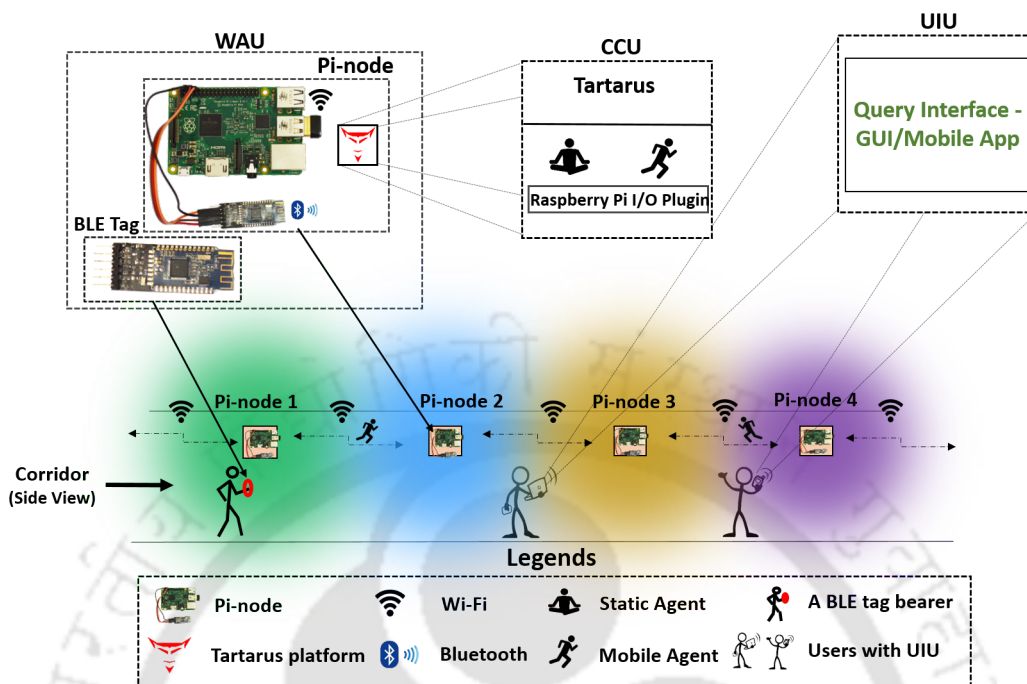 WAU
CCU
UIU
Pi-node
Tartarus
Query Interface -
GUI/Mobile App
Raspberry Pi I/O Plugin
BLE Tag
Pi-node 1
Pi-node 2
Pi-node 3
Pi-node 4
Corridor
(Side View)
Legends
Pi-node
Wi-Fi
Static Agent
A BLE tag bearer
Tartarus platform
Bluetooth
Mobile Agent
Users with UIU